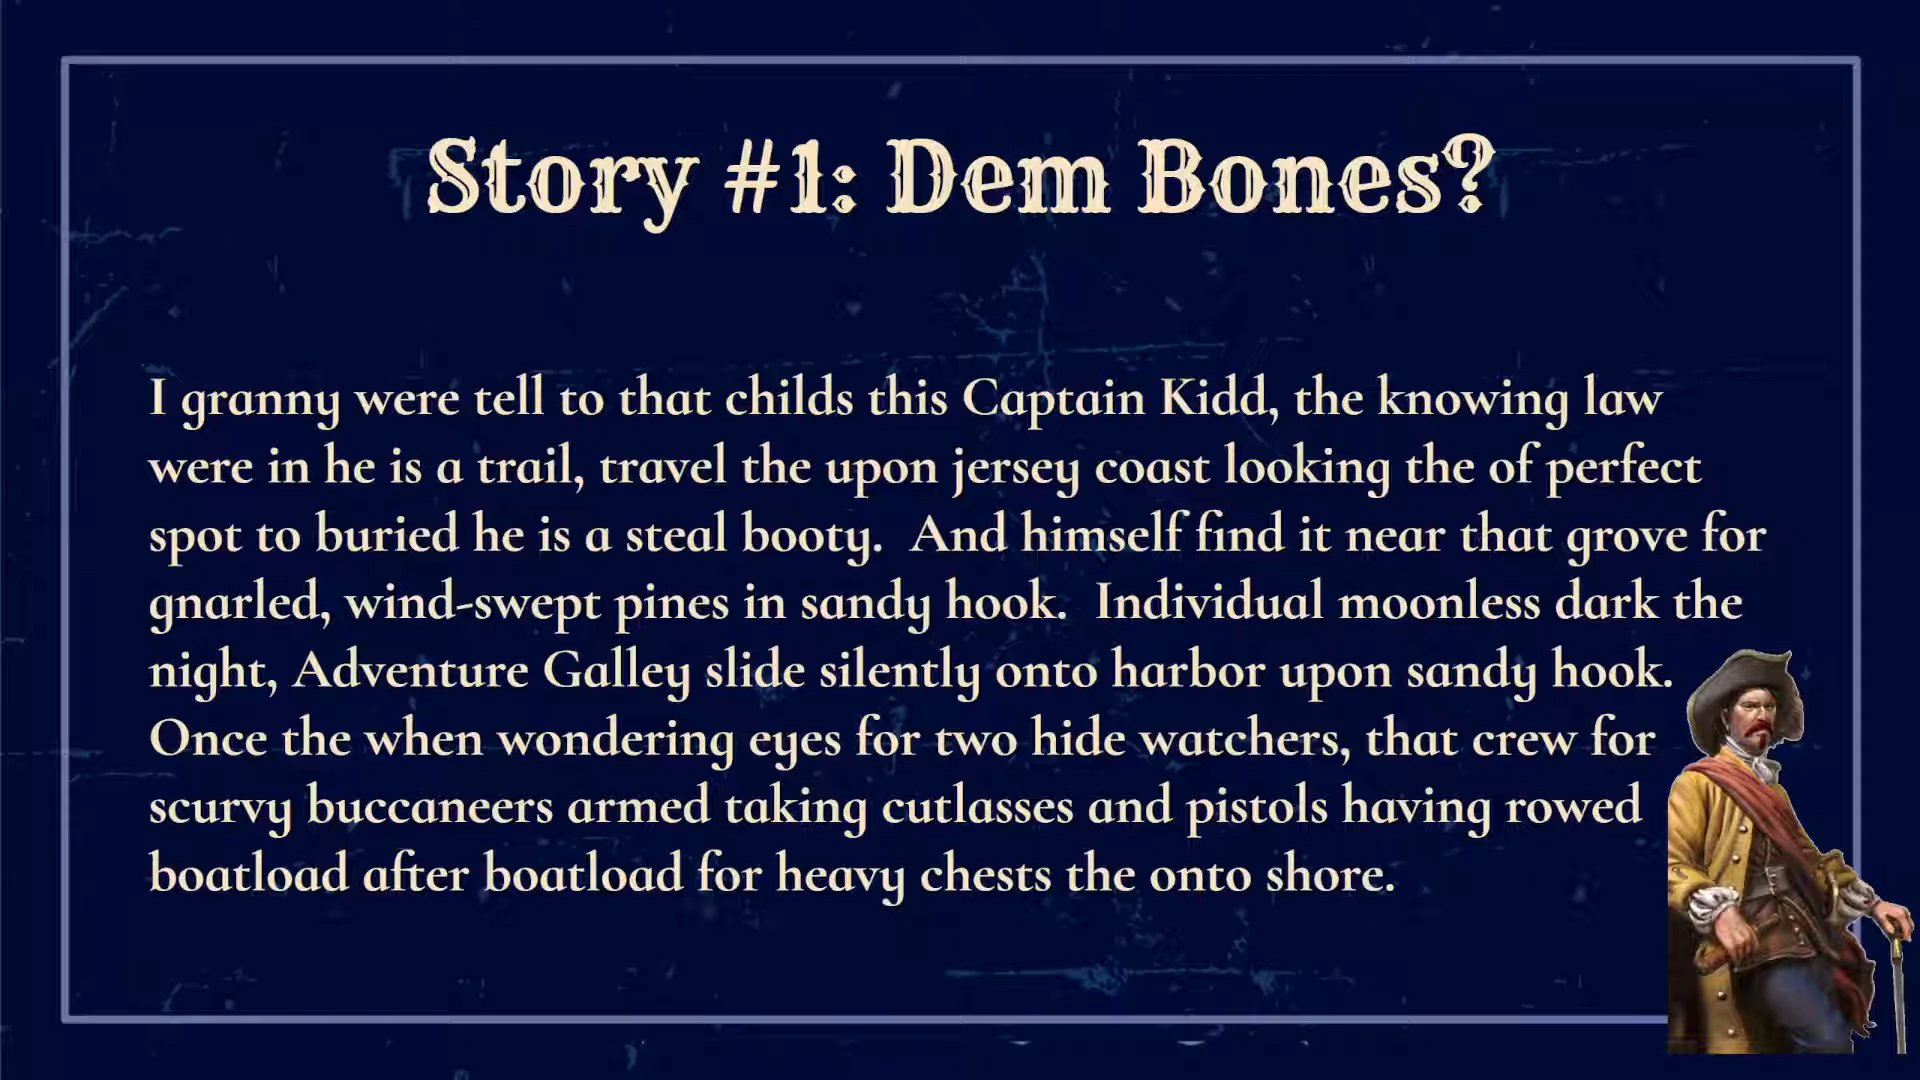 Story #1: Dem Bones?
I granny were tell to that childs this Captain Kidd, the knowing law
were in he is a trail, travel the upon jersey coast looking the of perfect
spot to buried he is a steal booty.  And himself find it near that grove for
gnarled, wind-swept pines in sandy hook.  Individual moonless dark the
night, Adventure Galley slide silently onto harbor upon sandy hook.
Once the when wondering eyes for two hide watchers, that crew for
scurvy buccaneers armed taking cutlasses and pistols having rowed
boatload after boatload for heavy chests the onto shore.